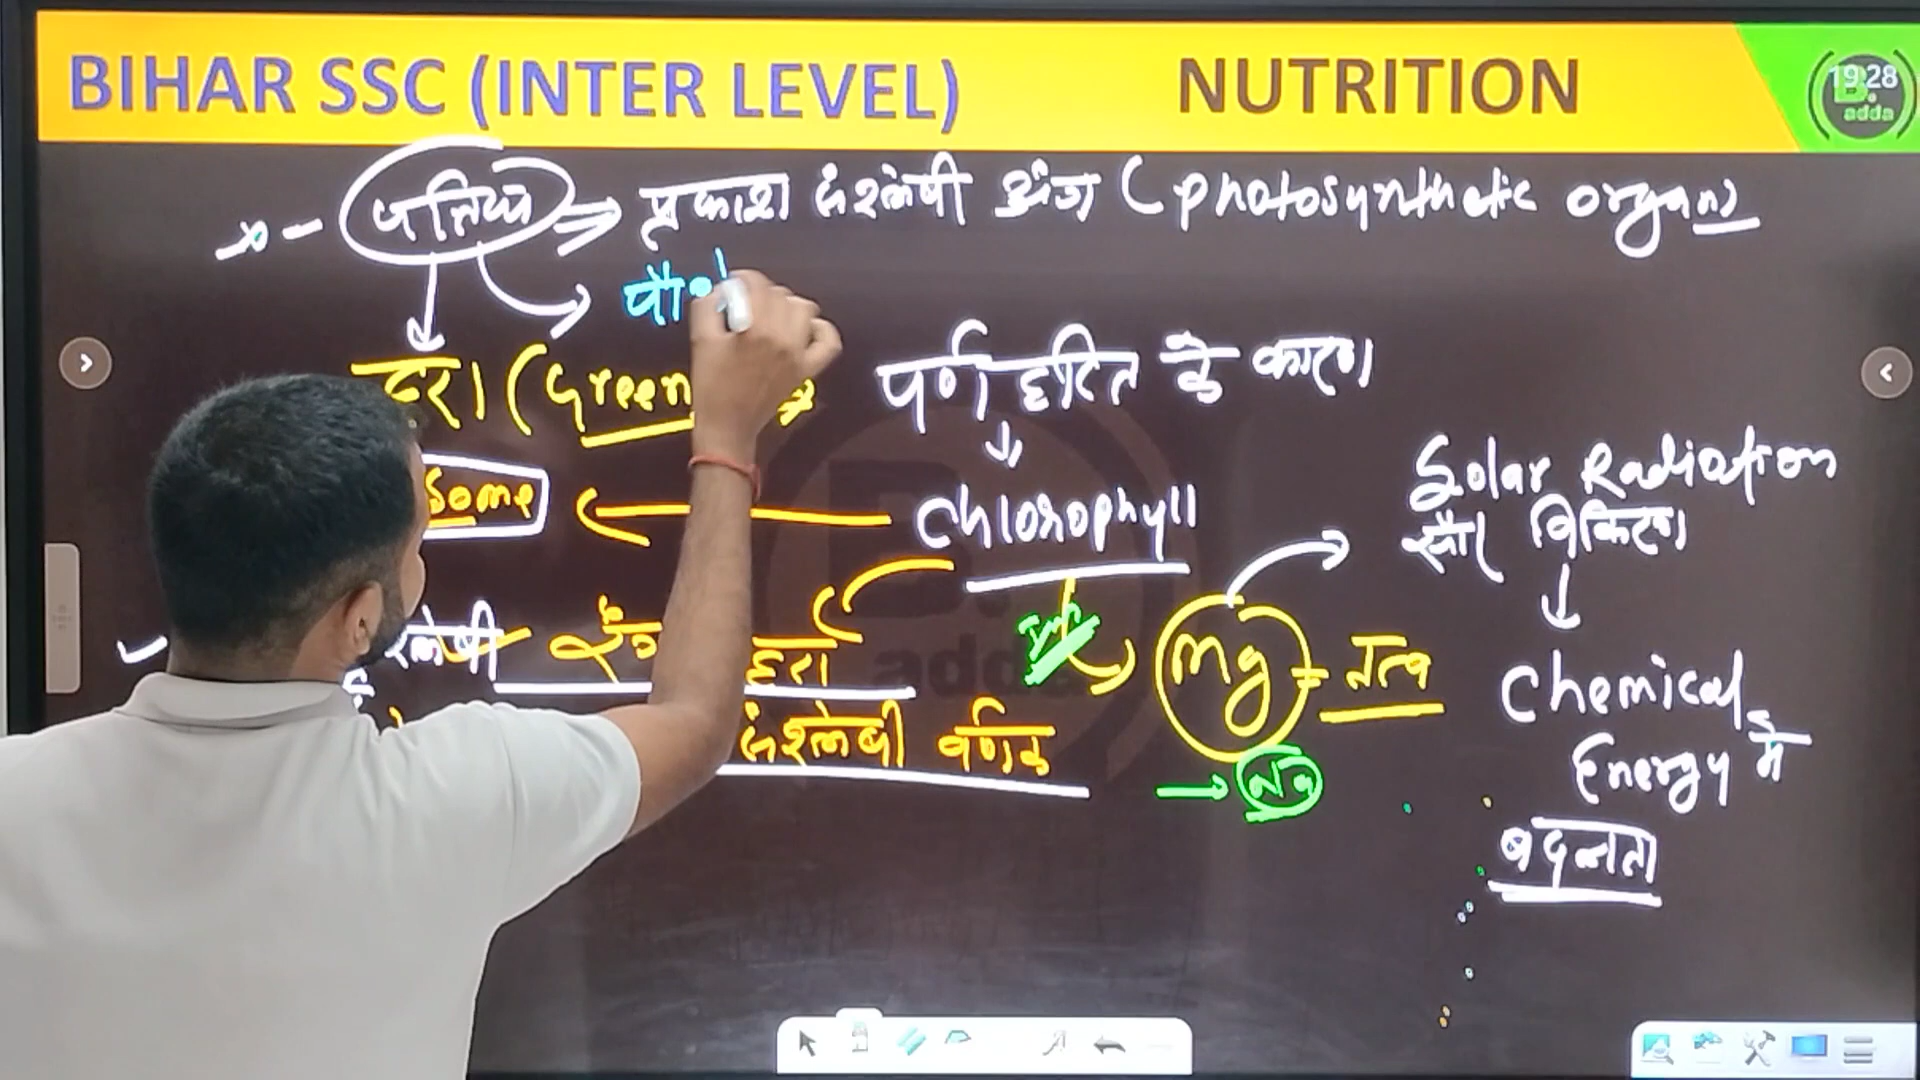 BIHAR SSC (INTER LEVEL) NUTRITION
19:28
B.
adda
पत्तियाँ → प्रकाश संश्लेषी अंग (photosynthetic organ)
हरा (Green) पर्ण हरित के कारण
Some ← Chlorophyll
Solar Radiation
सौर विकिरण
Mg = तत्व
श्लेषी रंग हरा
संश्लेषी वर्णक
→ तत्व
Chemical
Energy में
बदलता